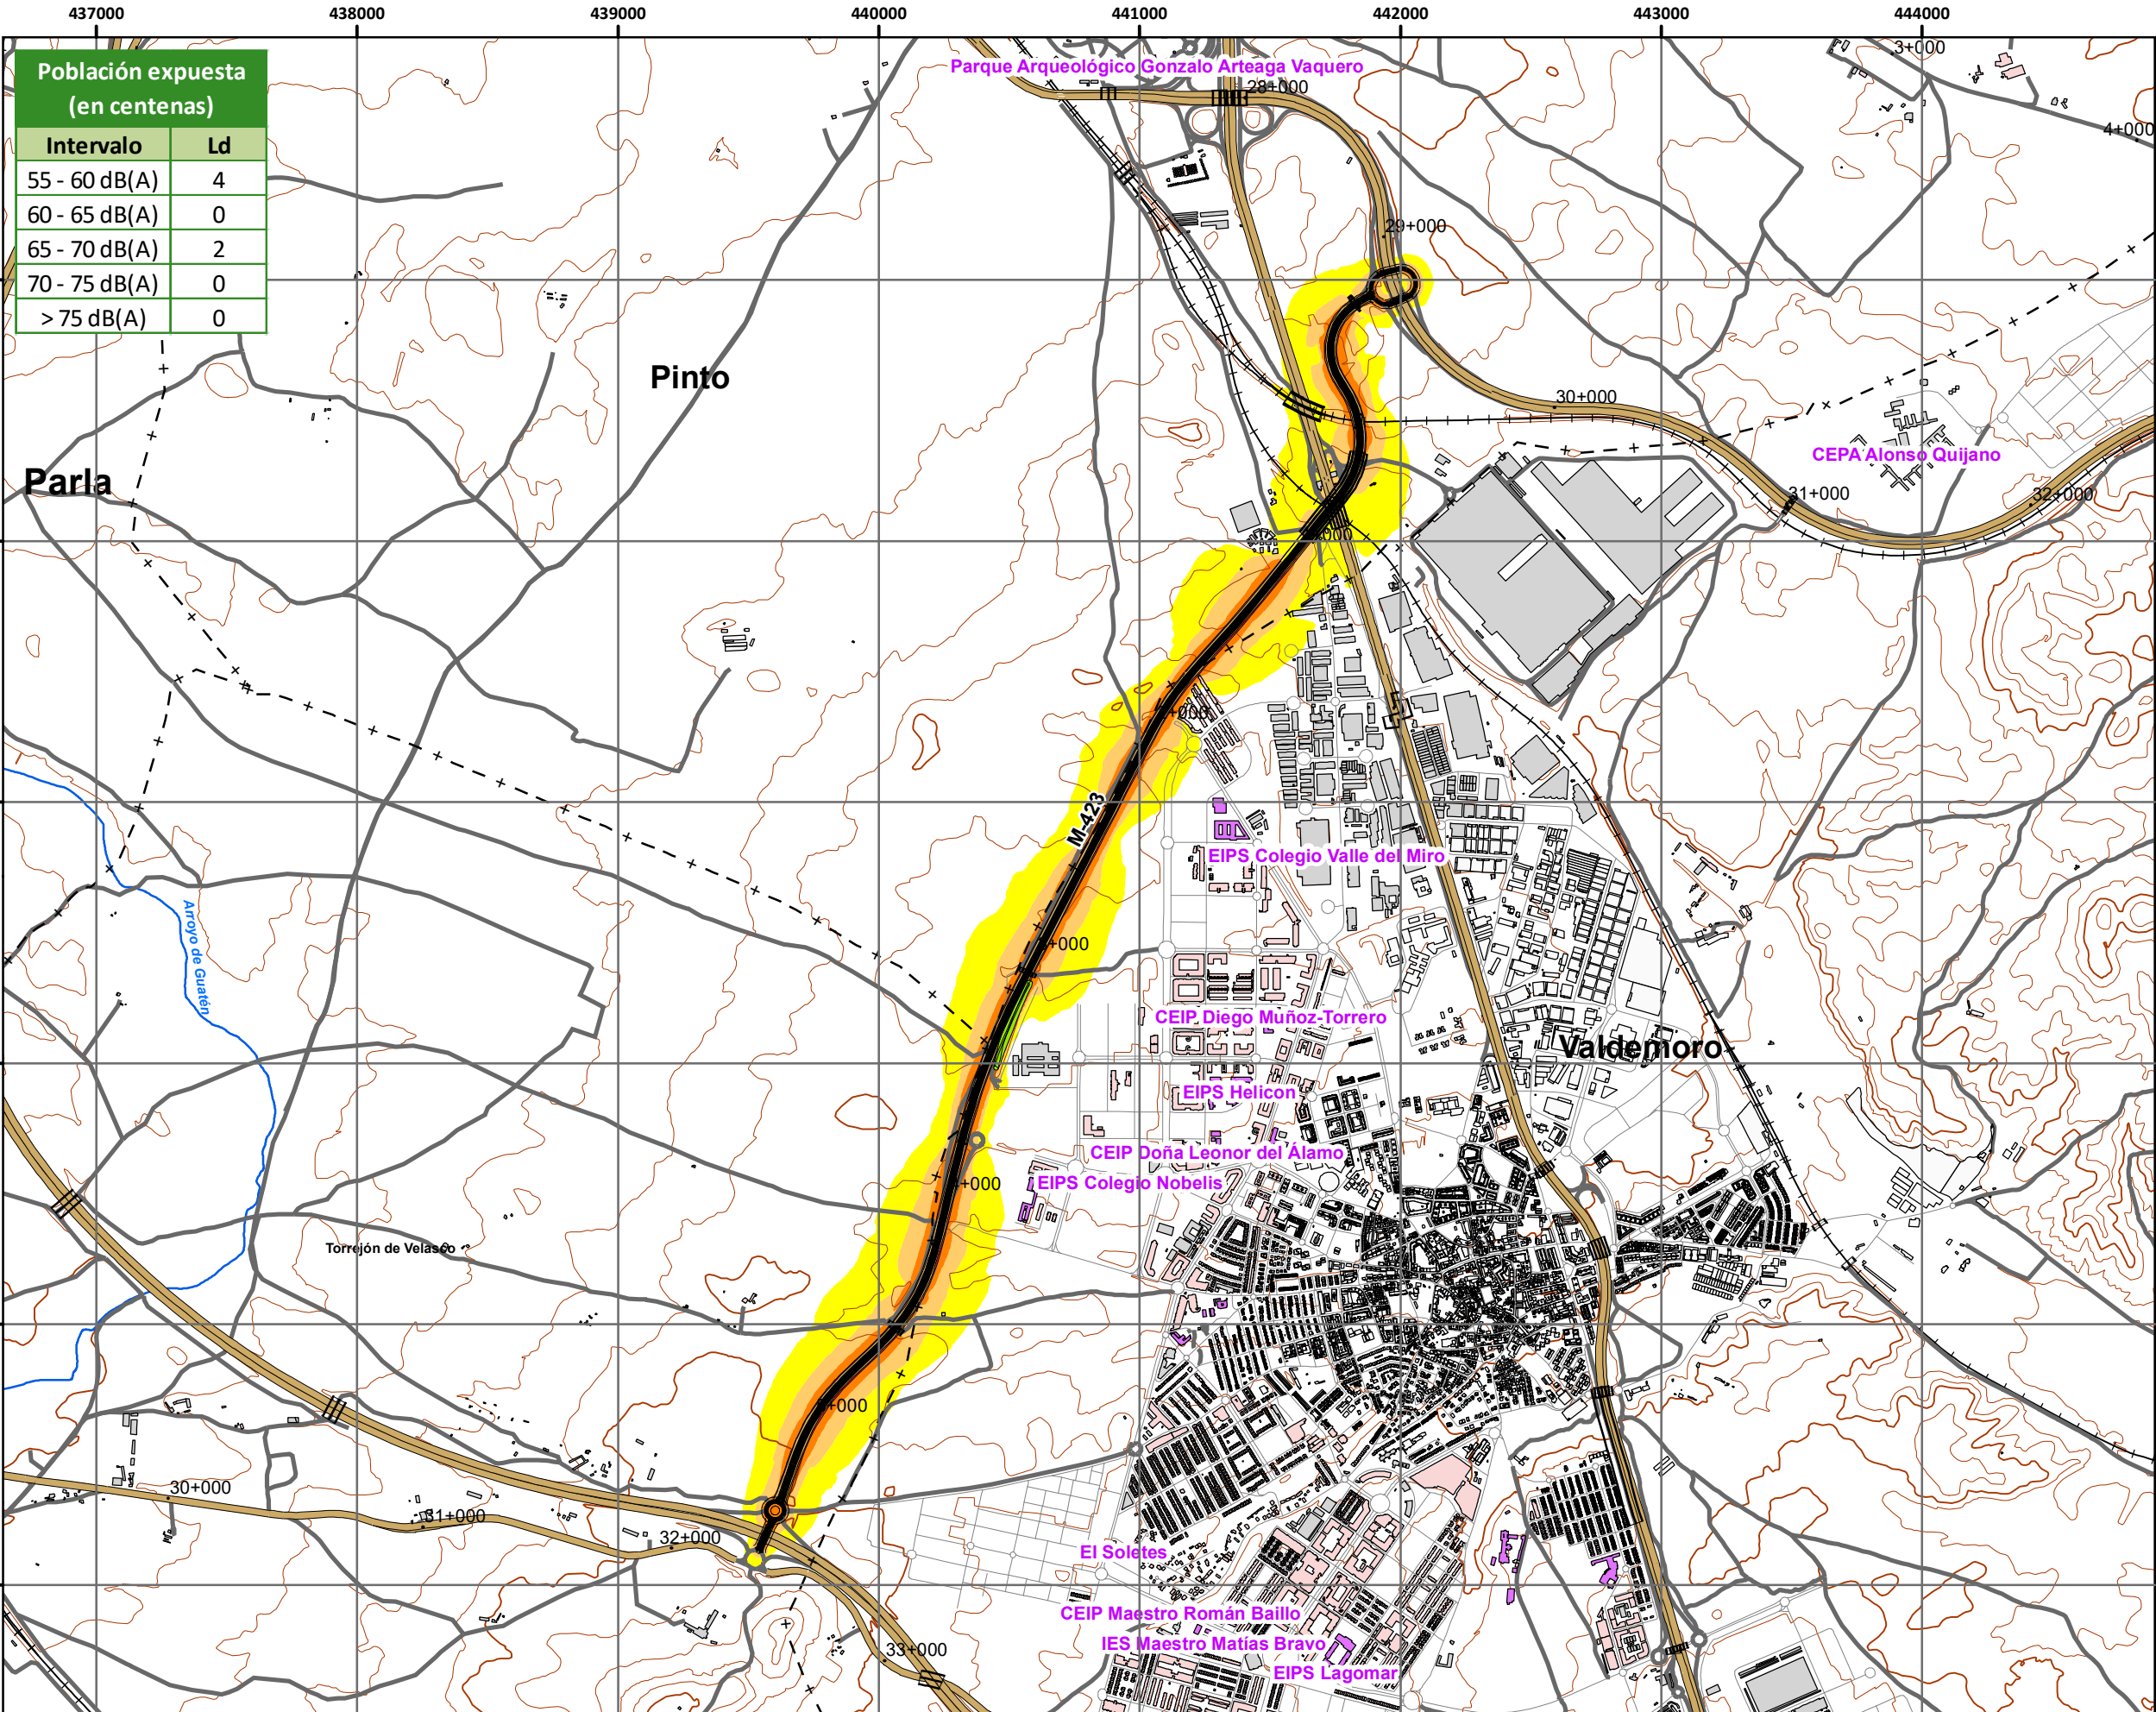 437000 438000 439000 440000 441000 442000 443000 444000
Población expuesta
(en centenas)
Intervalo Ld
55 - 60 dB(A) 4
60 - 65 dB(A) 0
65 - 70 dB(A) 2
70 - 75 dB(A) 0
> 75 dB(A) 0
3+000
Parque Arqueológico Gonzalo Arteaga Vaquero
28+000
4+000
29+000
Pinto
30+000
CEPA Alonso Quijano
Parla
31+000
32+000
M-423
EIPS Colegio Valle del Miro
Arroyo de Guatén
CEIP Diego Muñoz-Torrero
Valdemoro
EIPS Helicon
CEIP Doña Leonor del Álamo
EIPS Colegio Nobelis
Torrejón de Velasco
30+000
31+000
32+000
EI Soletes
CEIP Maestro Román Baillo
IES Maestro Matías Bravo
33+000
EIPS Lagomar